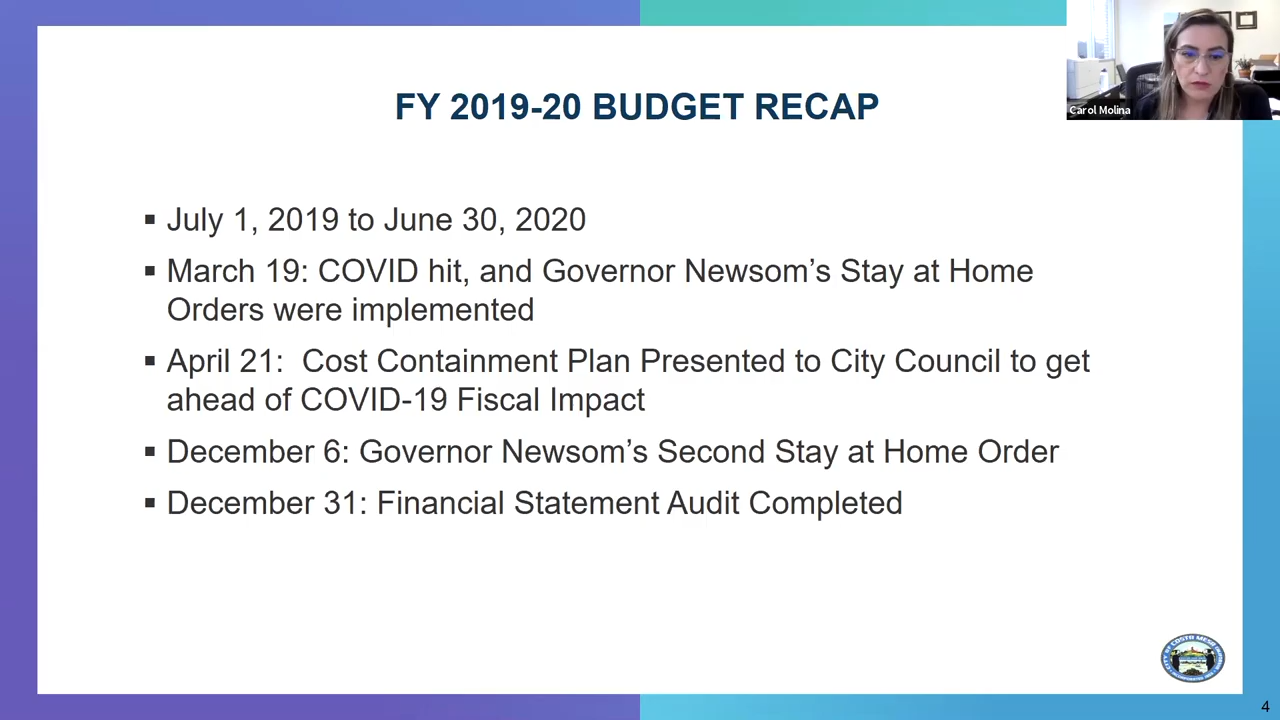 Carol Molina
FY 2019-20 BUDGET RECAP
▪ July 1, 2019 to June 30, 2020
▪ March 19: COVID hit, and Governor Newsom’s Stay at Home
Orders were implemented
▪ April 21:  Cost Containment Plan Presented to City Council to get
ahead of COVID-19 Fiscal Impact
▪ December 6: Governor Newsom’s Second Stay at Home Order
▪ December 31: Financial Statement Audit Completed
4